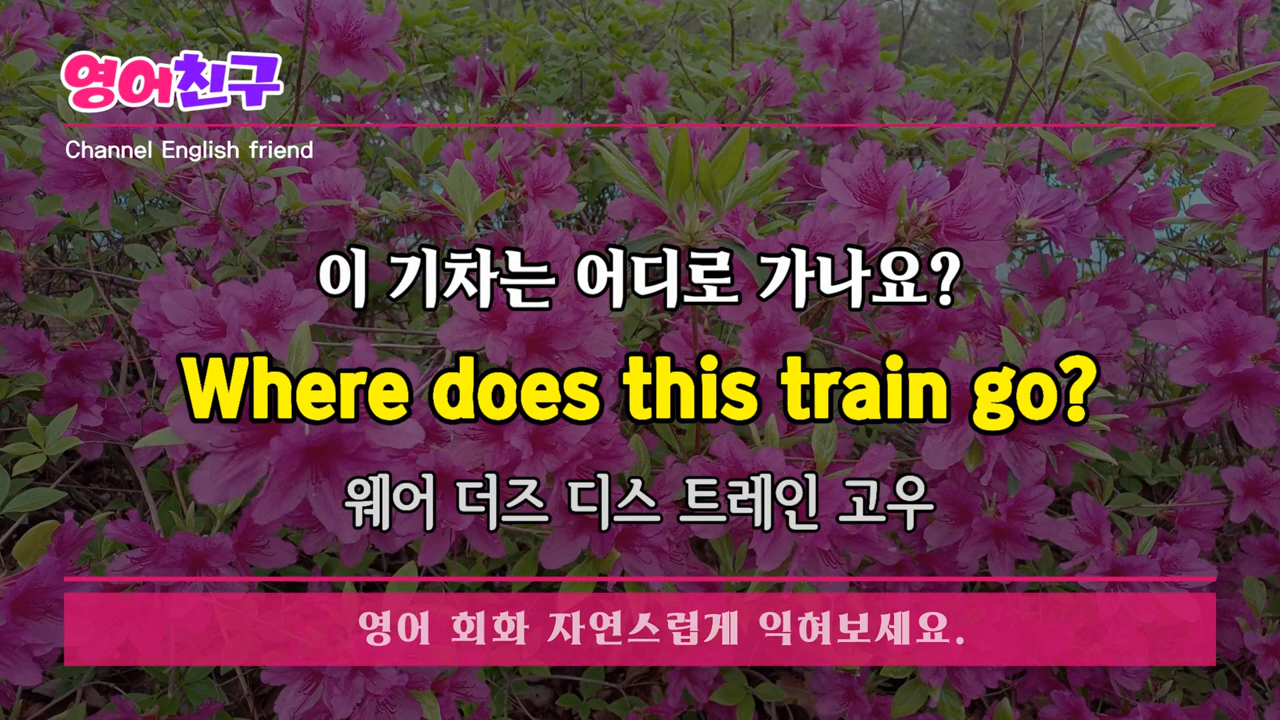 영어친구
Channel English friend
이 기차는 어디로 가나요?
Where does this train go?
웨어 더즈 디스 트레인 고우
영어 회화 자연스럽게 익혀보세요.